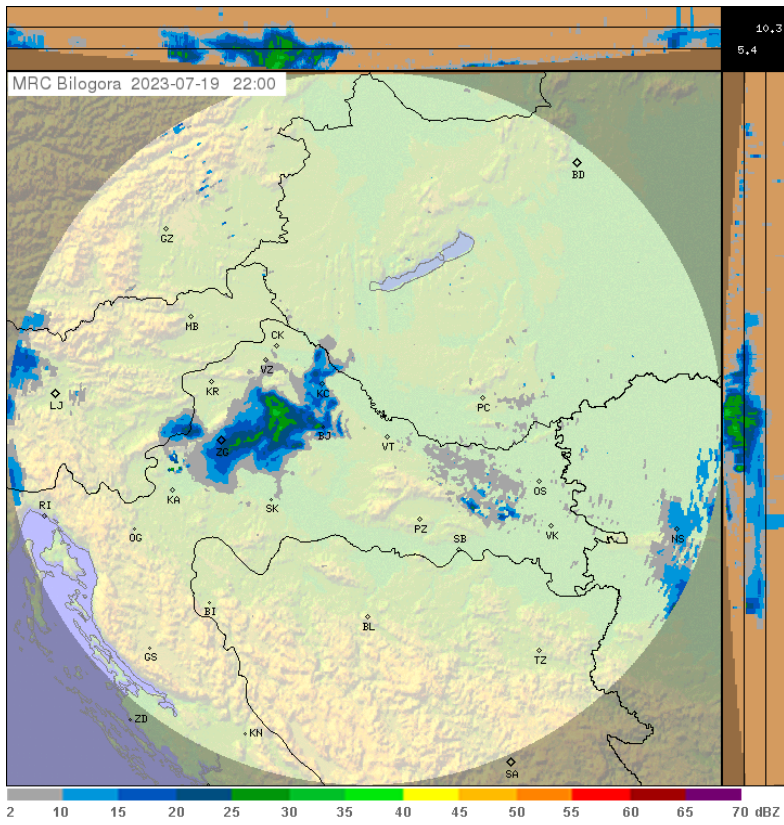 10.3
5.4
MRC Bilogora 2023-07-19 22:00
BD
GZ
MB
CK
VZ
KR
KC
LJ
PC
ZG
BJ
VT
KA
SK
OS
RI
OG
PZ
SB
VK
NS
BI
BL
GS
TZ
ZD
KN
SA
2 10 15 20 25 30 35 40 45 50 55 60 65 70 dBZ